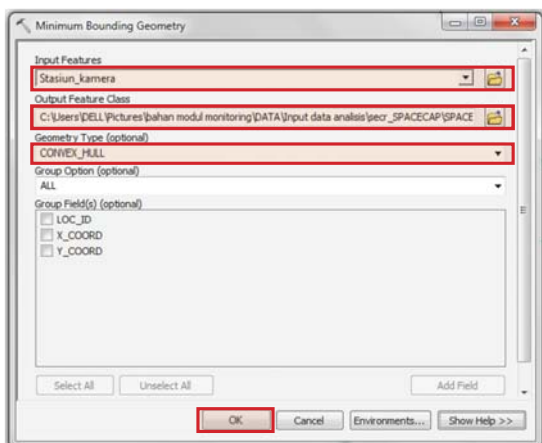 Minimum Bounding Geometry
Input Features
Stasiun_kamera
Output Feature Class
C:\Users\DELL\Pictures\bahan modul monitoring\DATA\Input data analisis\secr_SPACECAP\SPACE
Geometry Type (optional)
CONVEX_HULL
Group Option (optional)
ALL
Group Field(s) (optional)
LOC_ID
X_COORD
Y_COORD
Select All Unselect All Add Field
OK Cancel Environments... Show Help >>